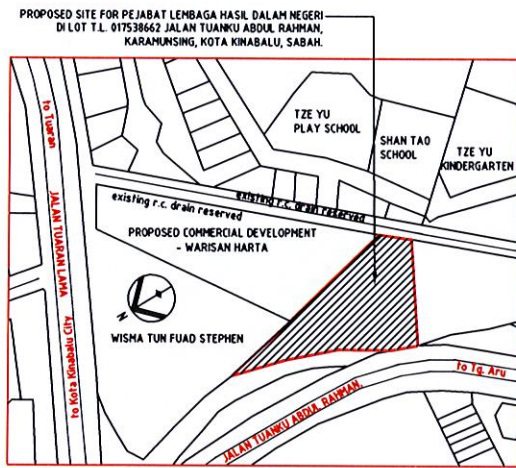 PROPOSED SITE FOR PEJABAT LEMBAGA HASIL DALAM NEGERI
DI LOT T.L. 017538662 JALAN TUANKU ABDUL RAHMAN,
KARAMUNSING, KOTA KINABALU, SABAH.
to Tuaran
JALAN TUARAN LAMA
to Kota Kinabalu City
TZE YU
PLAY SCHOOL
SHAN TAO
SCHOOL
TZE YU
KINDERGARTEN
existing r.c. drain reserved
existing r.c. drain reserved
PROPOSED COMMERCIAL DEVELOPMENT
- WARISAN HARTA
N
WISMA TUN FUAD STEPHEN
to Tg. Aru
JALAN TUANKU ABDUL RAHMAN.